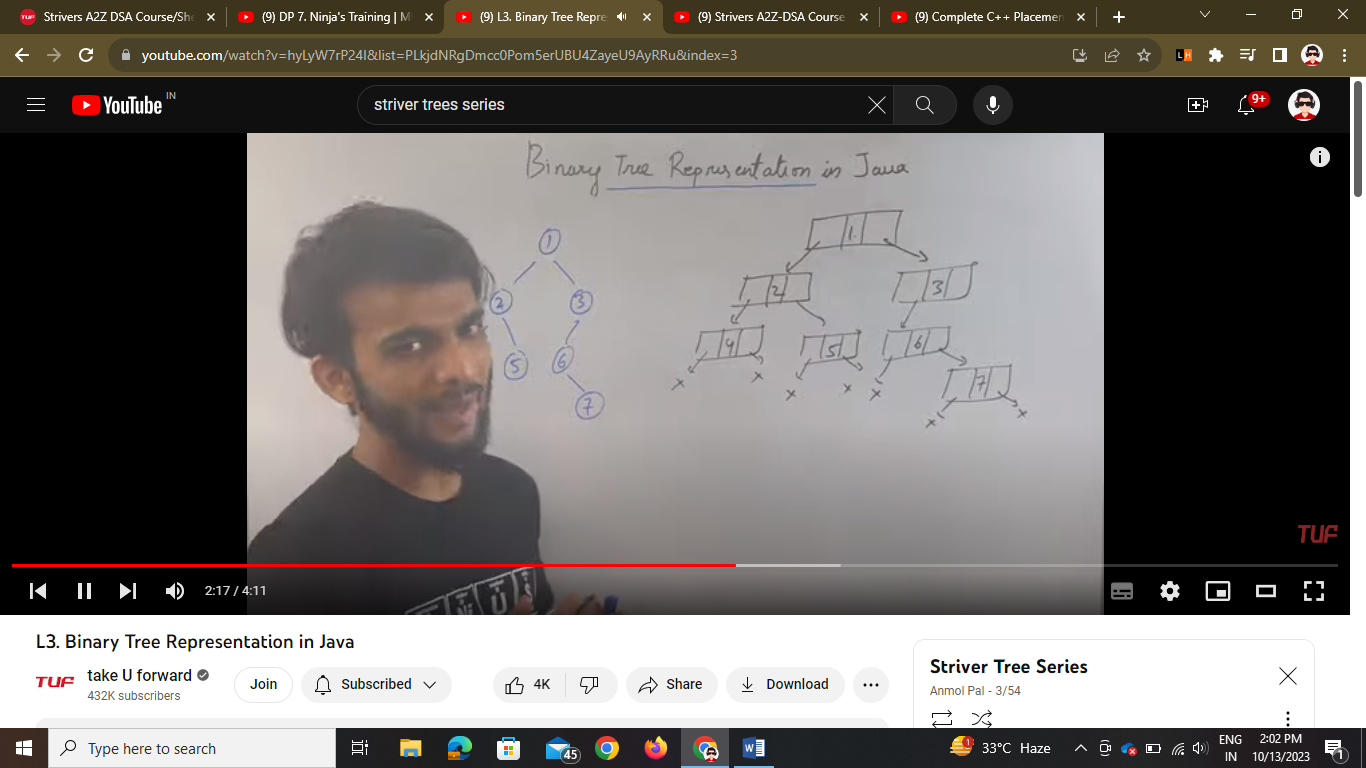 Strivers A2Z DSA Course/She
(9) DP 7. Ninja's Training | M
(9) L3. Binary Tree Repre
(9) Strivers A2Z-DSA Course
(9) Complete C++ Placemen
youtube.com/watch?v=hyLyW7rP24I&list=PLkjdNRgDmcc0Pom5erUBU4ZayeU9AyRRu&index=3
LH
YouTube IN
striver trees series
9+
Binary Tree Representation in Java
1
2 3
5 6
7
1
2 3
4 5 6
x x x x x
7
x x
U
TUF
2:17 / 4:11
L3. Binary Tree Representation in Java
TUF take U forward
432K subscribers
Join
Subscribed
4K
Share
Download
Striver Tree Series
Anmol Pal - 3/54
Type here to search
45
W
1
33°C Haze
ENG
IN
2:02 PM
10/13/2023
1